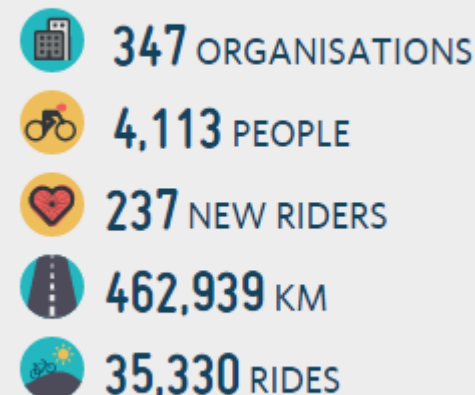 347 ORGANISATIONS
4,113 PEOPLE
237 NEW RIDERS
462,939 KM
35,330 RIDES